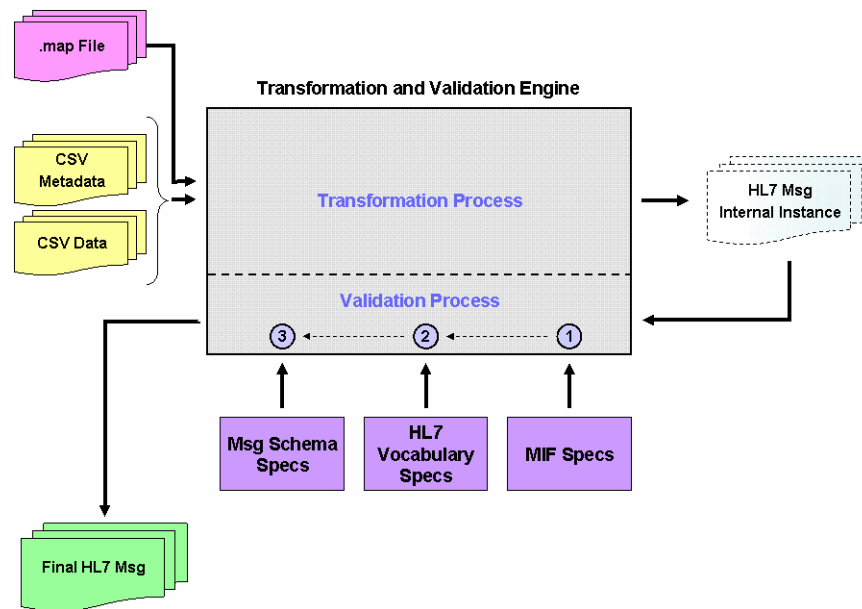 .map File
Transformation and Validation Engine
CSV
Metadata
CSV Data
Transformation Process
HL7 Msg
Internal Instance
Validation Process
3
2
1
Msg Schema
Specs
HL7
Vocabulary
Specs
MIF Specs
Final HL7 Msg